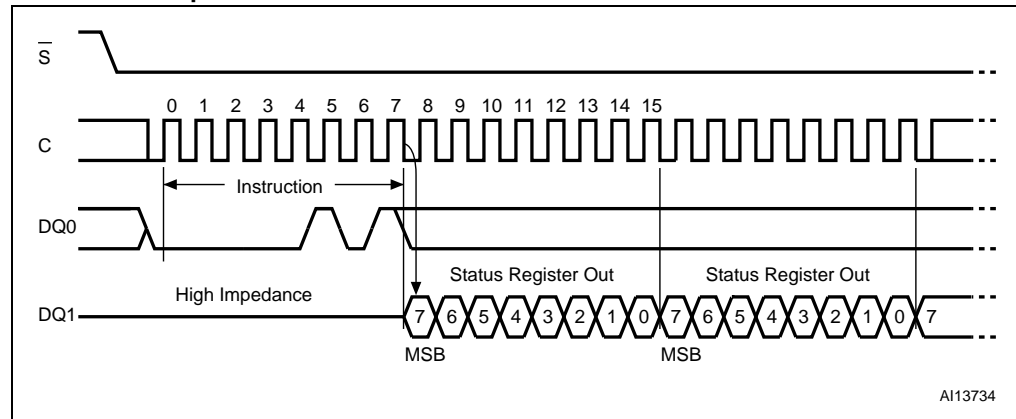 S
0 1 2 3 4 5 6 7 8 9 10 11 12 13 14 15
C
Instruction
DQ0
Status Register Out Status Register Out
High Impedance
DQ1 7 6 5 4 3 2 1 0 7 6 5 4 3 2 1 0 7
MSB MSB
AI13734